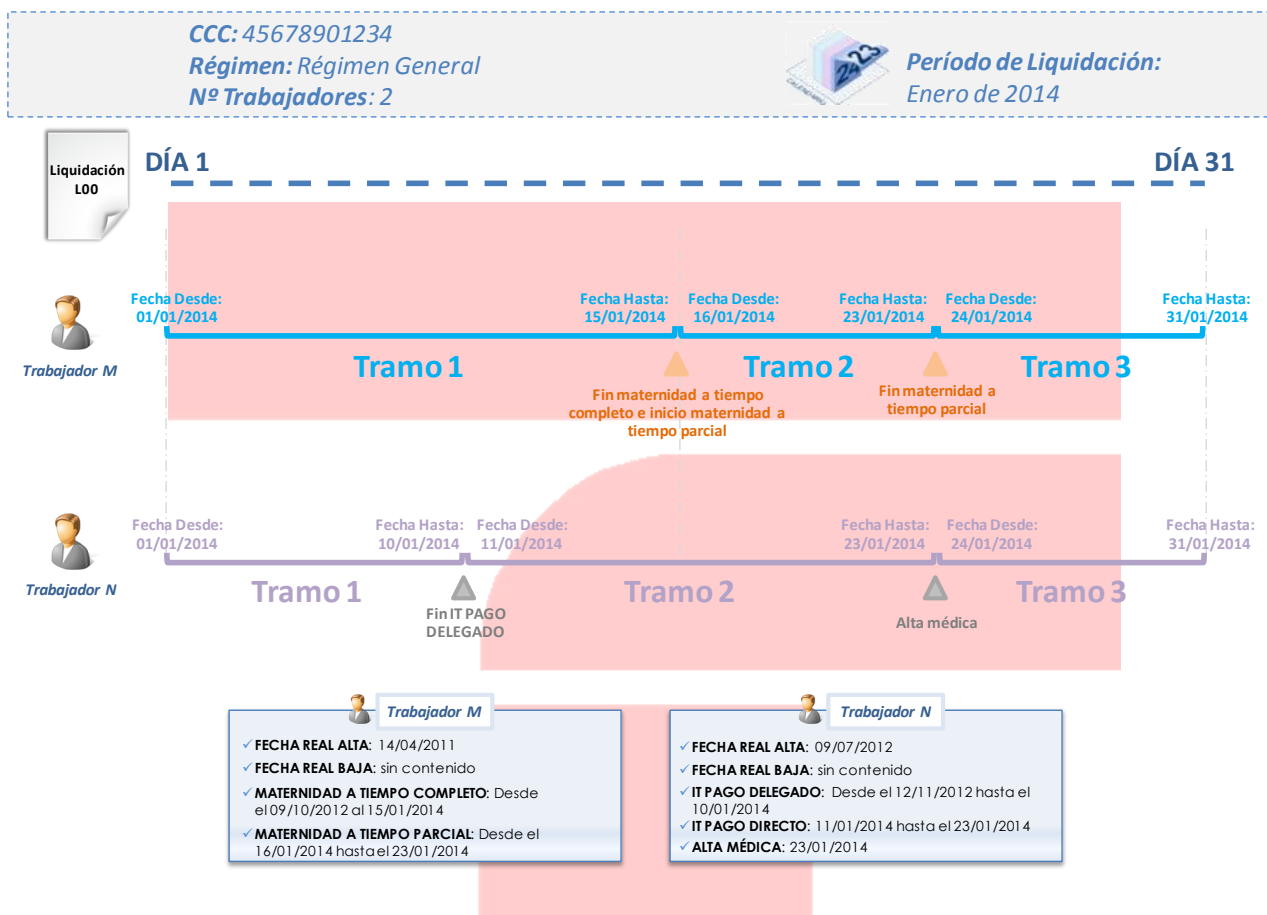 CCC: 45678901234
Régimen: Régimen General
Nº Trabajadores: 2
24 23
CALENDARIO
Período de Liquidación:
Enero de 2014
Liquidación
L00
DÍA 1
DÍA 31
Fecha Desde:
01/01/2014
Fecha Hasta:
15/01/2014
Fecha Desde:
16/01/2014
Fecha Hasta:
23/01/2014
Fecha Desde:
24/01/2014
Fecha Hasta:
31/01/2014
Trabajador M
Tramo 1
Tramo 2
Tramo 3
Fin maternidad a tiempo
completo e inicio maternidad a
tiempo parcial
Fin maternidad a
tiempo parcial
Fecha Desde:
01/01/2014
Fecha Hasta:
10/01/2014
Fecha Desde:
11/01/2014
Fecha Hasta:
23/01/2014
Fecha Desde:
24/01/2014
Fecha Hasta:
31/01/2014
Trabajador N
Tramo 1
Tramo 2
Tramo 3
Fin IT PAGO
DELEGADO
Alta médica
Trabajador M
✓FECHA REAL ALTA: 14/04/2011
✓FECHA REAL BAJA: sin contenido
✓MATERNIDAD A TIEMPO COMPLETO: Desde
el 09/10/2012 al 15/01/2014
✓MATERNIDAD A TIEMPO PARCIAL: Desde el
16/01/2014 hasta el 23/01/2014
Trabajador N
✓FECHA REAL ALTA: 09/07/2012
✓FECHA REAL BAJA: sin contenido
✓IT PAGO DELEGADO: Desde el 12/11/2012 hasta el
10/01/2014
✓IT PAGO DIRECTO: 11/01/2014 hasta el 23/01/2014
✓ALTA MÉDICA: 23/01/2014